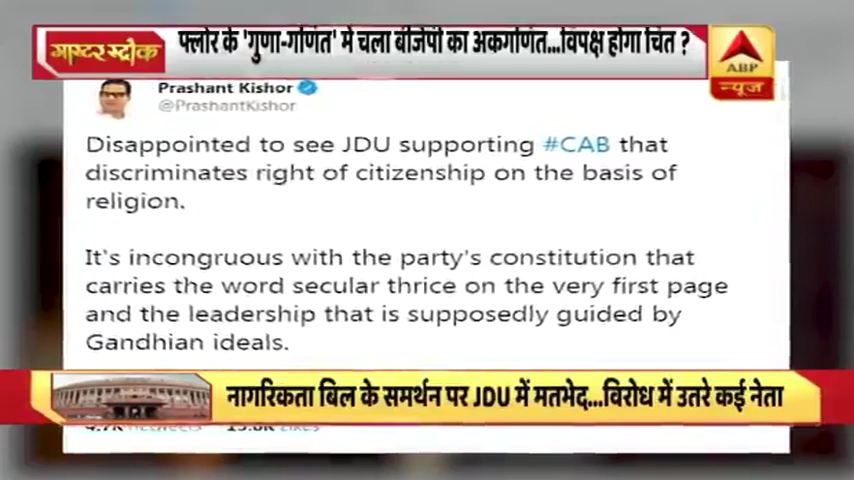 मास्टर स्ट्रोक
फ्लोर के 'गुणा-गणित' में चला बीजेपी का अकगणित...विपक्ष होगा चित ?
ABP
न्यूज़
Prashant Kishor
@PrashantKishor
Disappointed to see JDU supporting #CAB that
discriminates right of citizenship on the basis of
religion.
It's incongruous with the party's constitution that
carries the word secular thrice on the very first page
and the leadership that is supposedly guided by
Gandhian ideals.
नागरिकता बिल के समर्थन पर JDU में मतभेद...विरोध में उतरे कई नेता